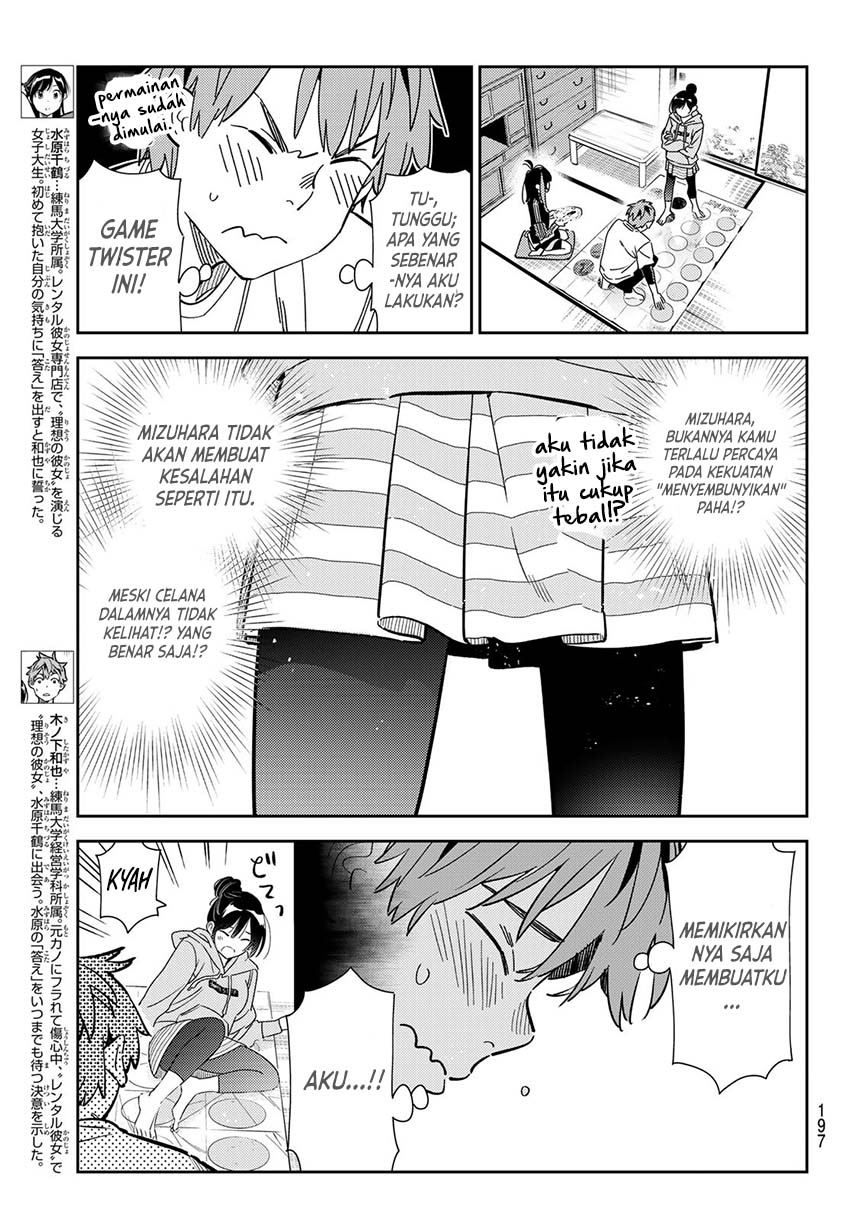 TU-,
TUNGGU;
APA YANG
SEBENAR
-NYA AKU
LAKUKAN?
permainan
-nya sudah
dimulai!
GAME
TWISTER
INI!
MIZUHARA,
BUKANNYA KAMU
TERLALU PERCAYA
PADA KEKUATAN
"MENYEMBUNYIKAN"
PAHA!?
aku tidak
yakin jika
itu cukup
tebal!?
MIZUHARA TIDAK
AKAN MEMBUAT
KESALAHAN
SEPERTI ITU.
MESKI CELANA
DALAMNYA TIDAK
KELIHAT!? YANG
BENAR SAJA!?
MEMIKIRKAN
NYA SAJA
MEMBUATKU
...
AKU...!!
KYAH
どてっ
水原千鶴…練馬大学所属。レンタル彼女専門店で、〝理想の彼女〟を演じる
女子大生。初めて抱いた自分の気持ちに「答え」を出すと和也に誓った。
木ノ下和也…練馬大学経営学科所属。元カノにフラれて傷心中、〝レンタル彼女〟で
〝理想の彼女〟、水原千鶴に出会う。水原の「答え」をいつまでも待つ決意を示した。
197